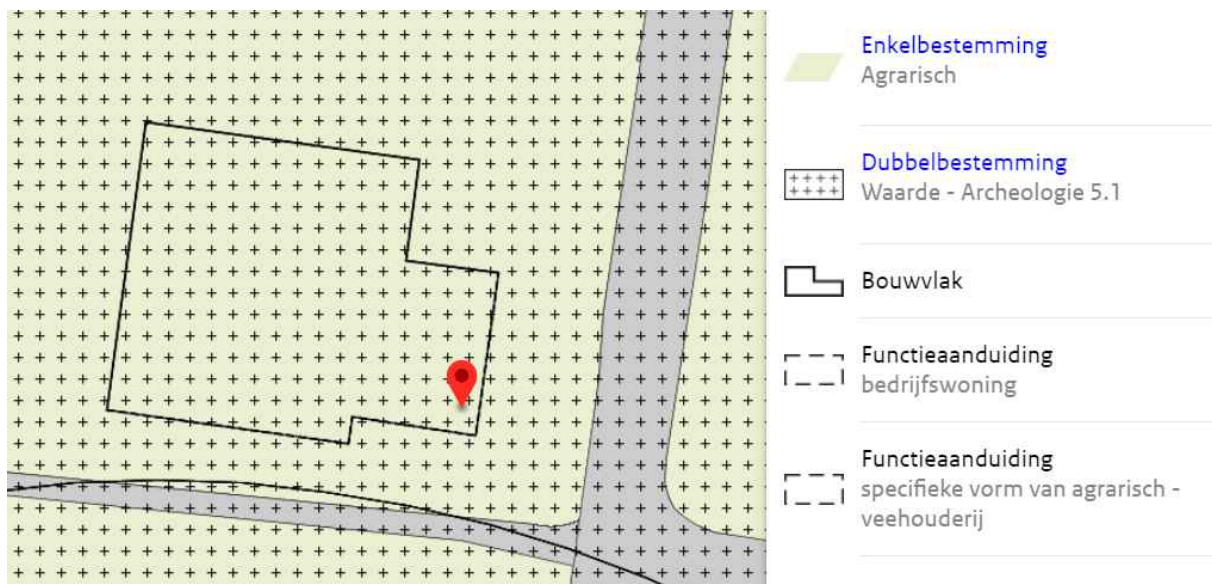 Enkelbestemming
Agrarisch
Dubbelbestemming
Waarde - Archeologie 5.1
Bouwvlak
Functieaanduiding
bedrijfswoning
Functieaanduiding
specifieke vorm van agrarisch -
veehouderij